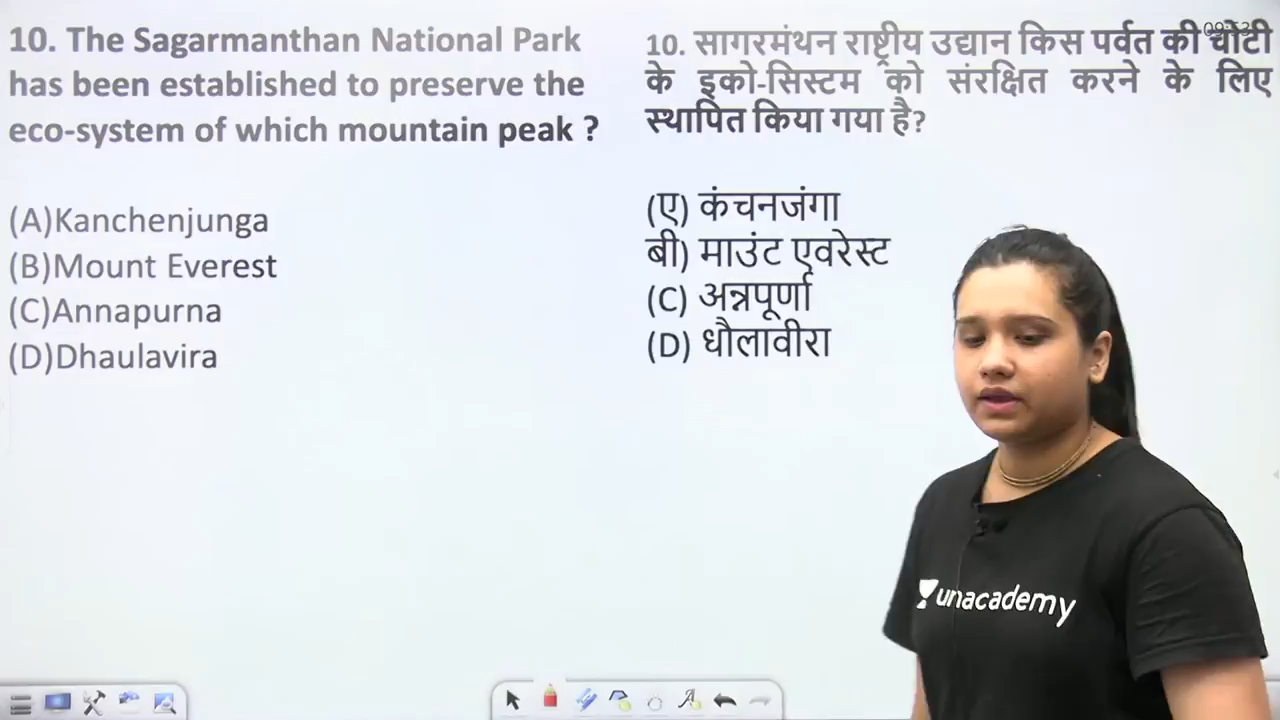 10. The Sagarmanthan National Park
has been established to preserve the
eco-system of which mountain peak ?
(A)Kanchenjunga
(B)Mount Everest
(C)Annapurna
(D)Dhaulavira
10. सागरमंथन राष्ट्रीय उद्यान किस पर्वत की चोटी
के इको-सिस्टम को संरक्षित करने के लिए
स्थापित किया गया है?
(ए) कंचनजंगा
बी) माउंट एवरेस्ट
(C) अन्नपूर्णा
(D) धौलावीरा
unacademy